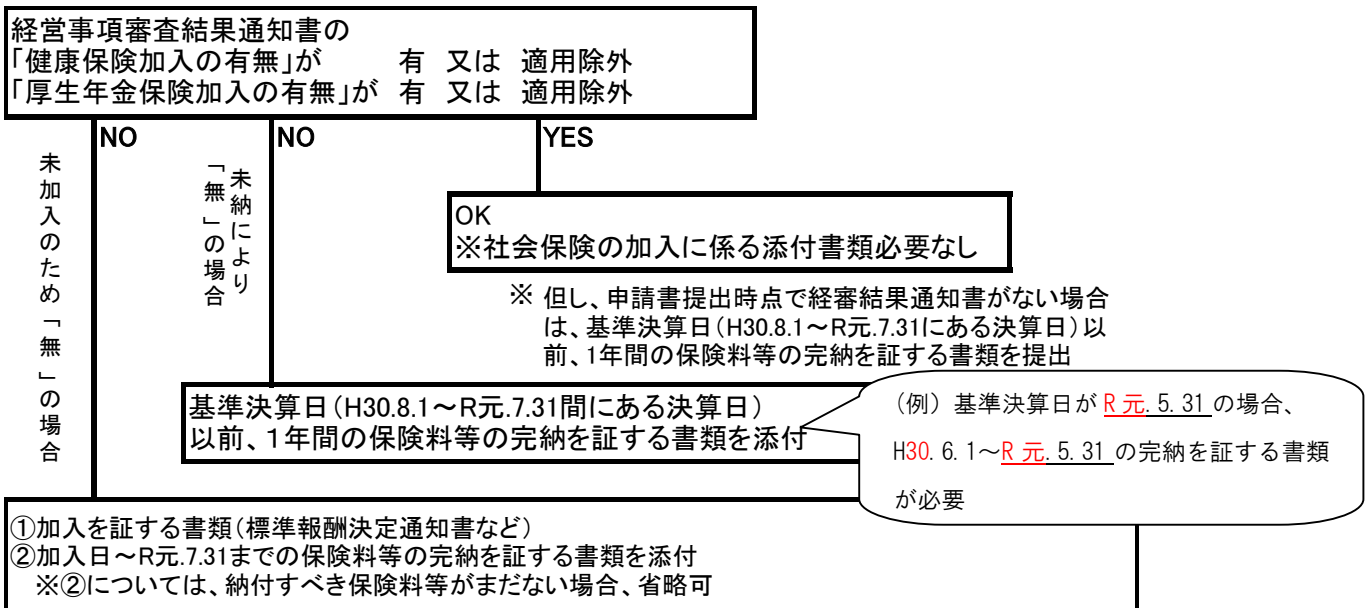 経営事項審査結果通知書の
「健康保険加入の有無」が 有 又は 適用除外
「厚生年金保険加入の有無」が 有 又は 適用除外
NO
NO
YES
未加入のため「無」の場合
未納により
「無」の場合
OK
※社会保険の加入に係る添付書類必要なし
※ 但し、申請書提出時点で経審結果通知書がない場合
は、基準決算日(H30.8.1～R元.7.31にある決算日)以
前、1年間の保険料等の完納を証する書類を提出
基準決算日(H30.8.1～R元.7.31間にある決算日)
以前、1年間の保険料等の完納を証する書類を添付
(例) 基準決算日が R元.5.31 の場合、
H30.6.1～R元.5.31 の完納を証する書類
が必要
①加入を証する書類(標準報酬決定通知書など)
②加入日～R元.7.31までの保険料等の完納を証する書類を添付
※②については、納付すべき保険料等がまだない場合、省略可